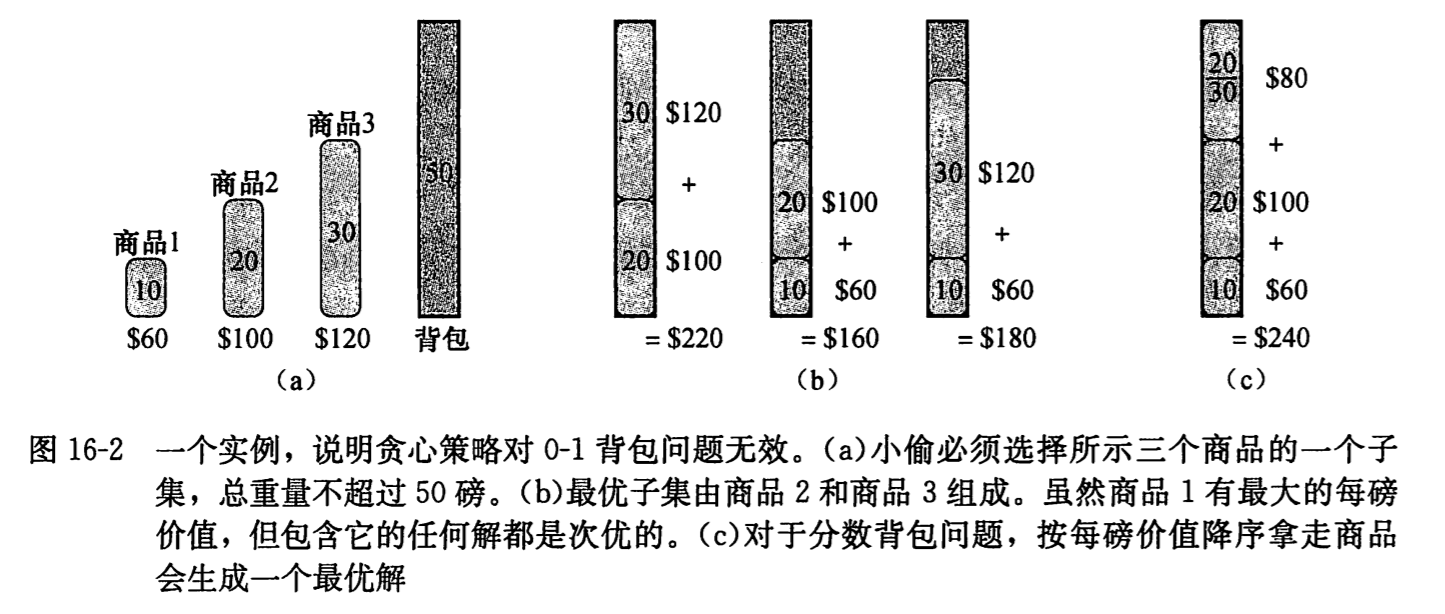 商品1
10
$60
商品2
20
$100
商品3
30
$120
50
背包
(a)
30 $120
+
20 $100
= $220
20 $100
+
10 $60
= $160
30 $120
+
10 $60
= $180
(b)
20
30
$80
+
20 $100
+
10 $60
= $240
(c)
图 16-2 一个实例，说明贪心策略对 0-1 背包问题无效。(a)小偷必须选择所示三个商品的一个子
集，总重量不超过 50 磅。(b)最优子集由商品 2 和商品 3 组成。虽然商品 1 有最大的每磅
价值，但包含它的任何解都是次优的。(c)对于分数背包问题，按每磅价值降序拿走商品
会生成一个最优解